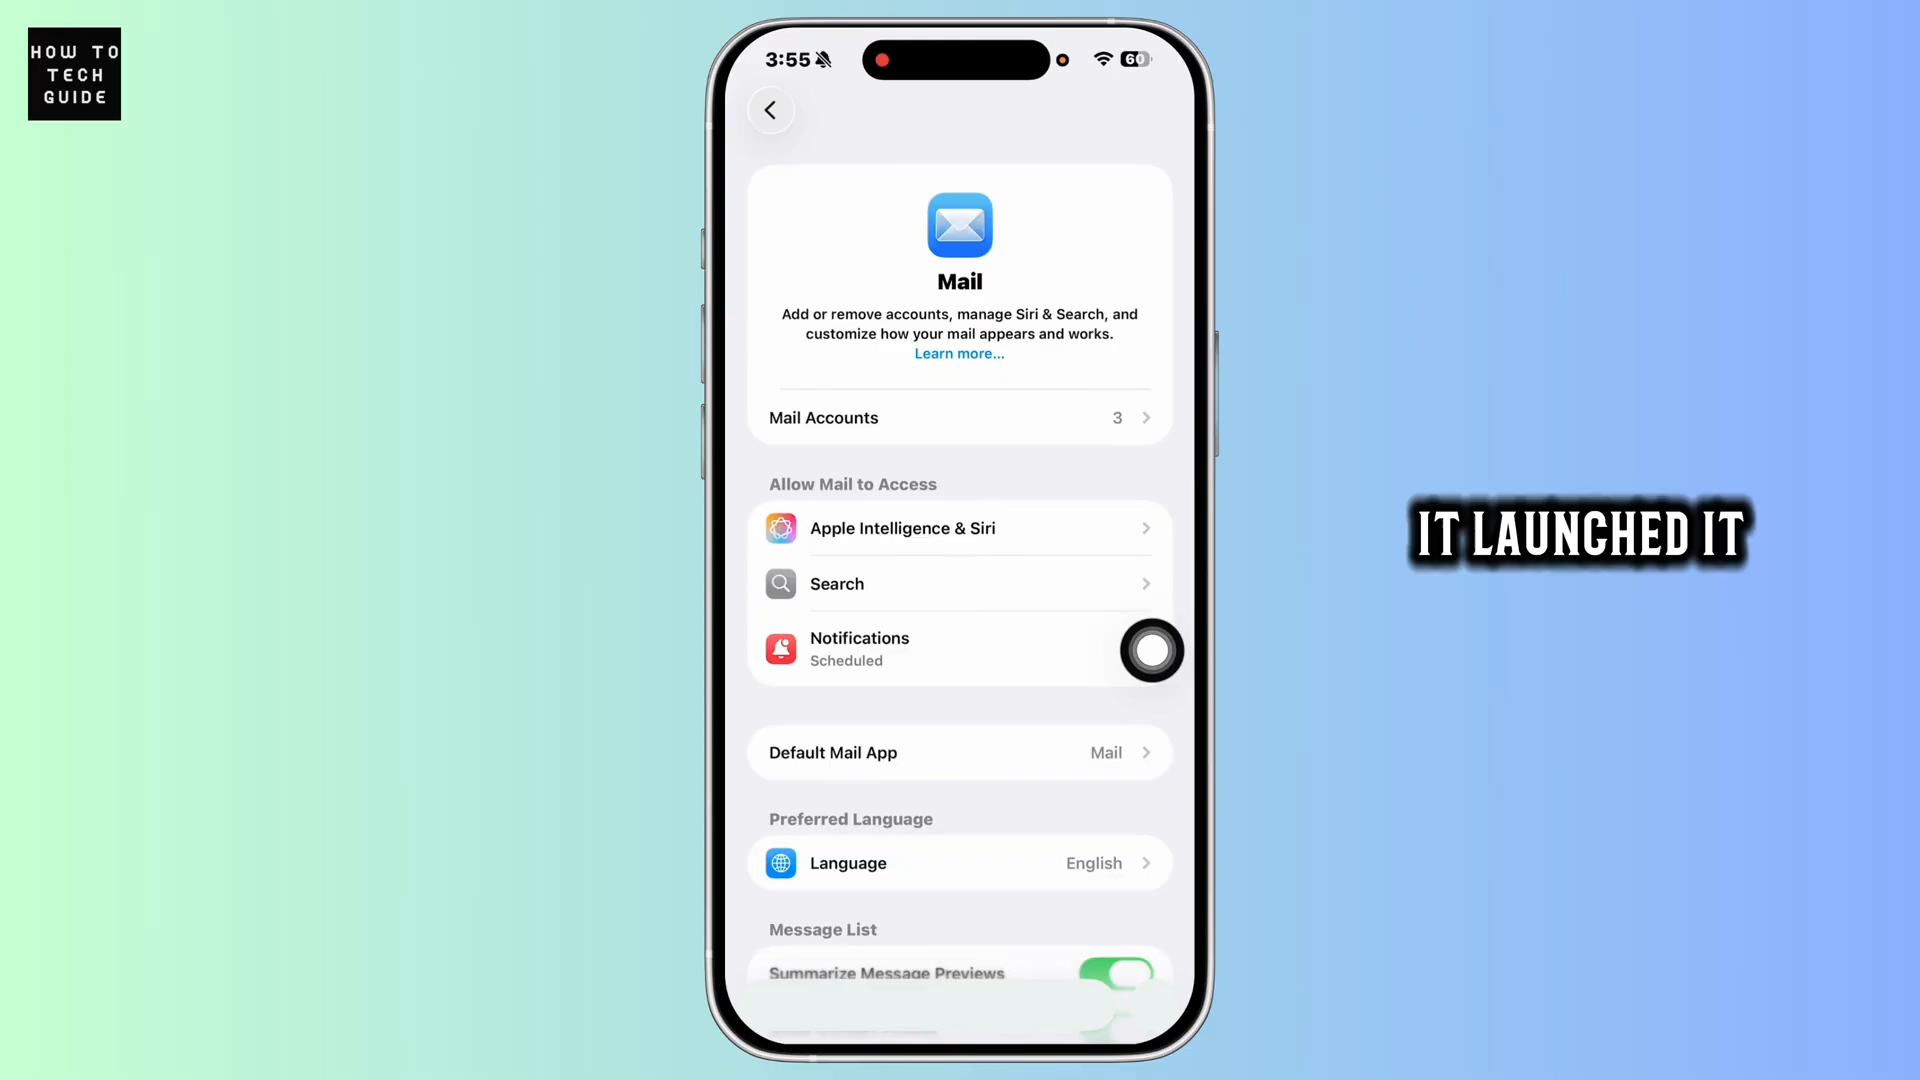 HOW TO
TECH
GUIDE
3:55
60
Mail
Add or remove accounts, manage Siri & Search, and
customize how your mail appears and works.
Learn more...
Mail Accounts 3
Allow Mail to Access
Apple Intelligence & Siri
Search
Notifications
Scheduled
Default Mail App Mail
Preferred Language
Language English
Message List
Summarize Message Previews
IT LAUNCHED IT